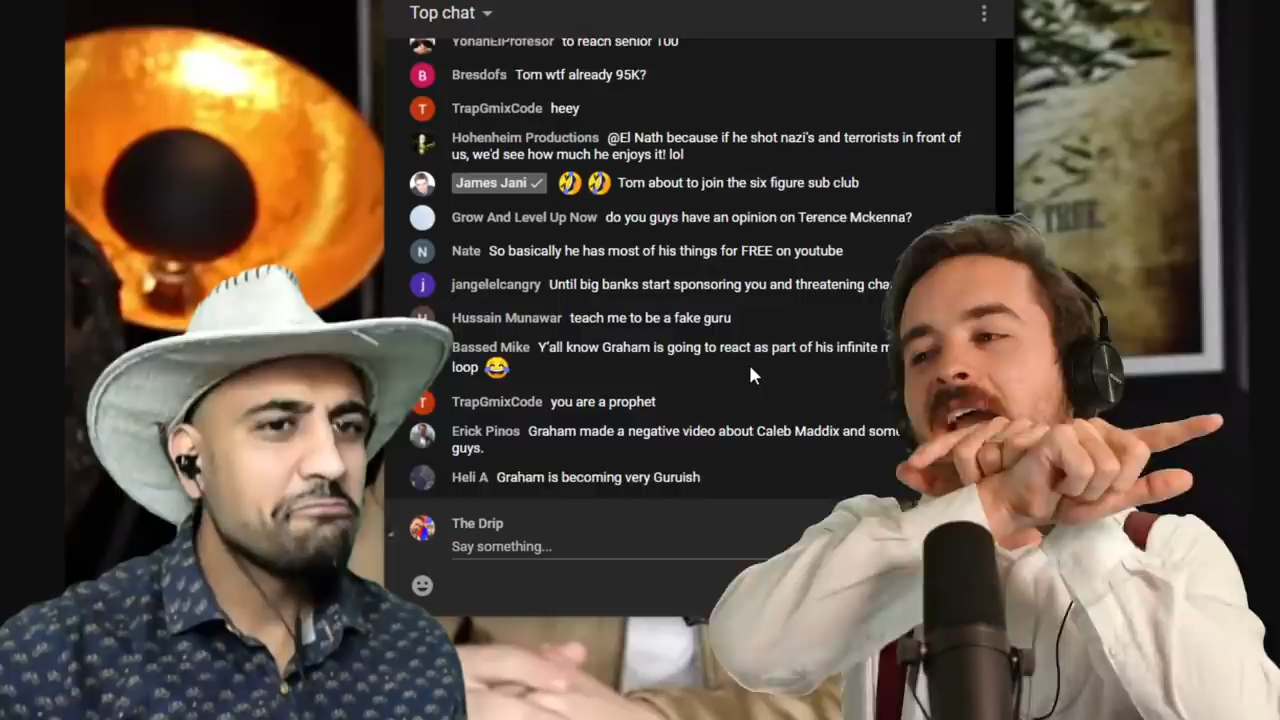 Top chat
YonanElProfesor to reach senior 100
B Bresdofs Tom wtf already 95K?
T TrapGmixCode heey
Hohenheim Productions @El Nath because if he shot nazi's and terrorists in front of
us, we'd see how much he enjoys it! lol
James Jani Tom about to join the six figure sub club
Grow And Level Up Now do you guys have an opinion on Terence Mckenna?
N Nate So basically he has most of his things for FREE on youtube
j jangelelcangry Until big banks start sponsoring you and threatening
Hussain Munawar teach me to be a fake guru
Bassed Mike Y'all know Graham is going to react as part of his infinite
loop
T TrapGmixCode you are a prophet
Erick Pinos Graham made a negative video about Caleb Maddix and
guys.
Heli A Graham is becoming very Guruish
The Drip
Say something...
TREE